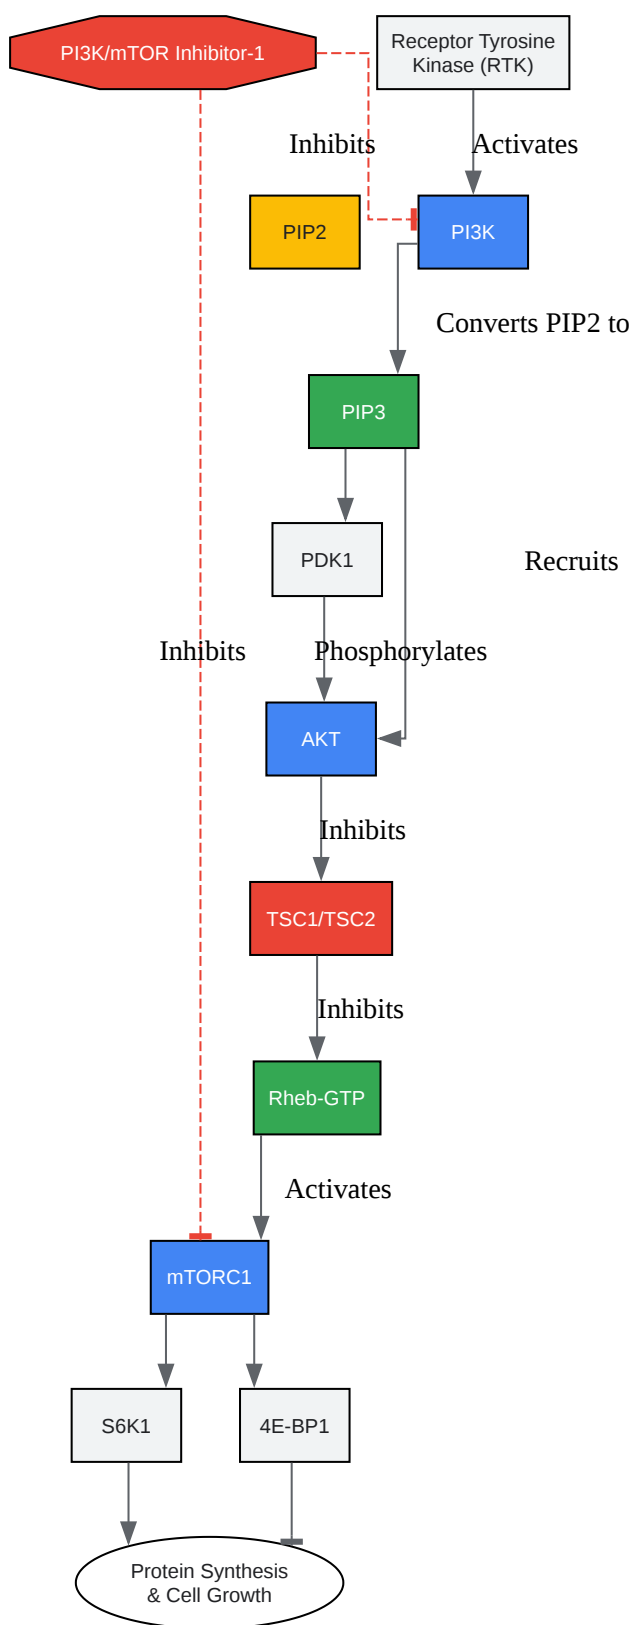 PI3K/mTOR Inhibitor-1
Receptor Tyrosine
Kinase (RTK)
Inhibits
Activates
PIP2
PI3K
Converts PIP2 to
PIP3
PDK1
Recruits
Inhibits
Phosphorylates
AKT
Inhibits
TSC1/TSC2
Inhibits
Rheb-GTP
Activates
mTORC1
S6K1
4E-BP1
Protein Synthesis
& Cell Growth